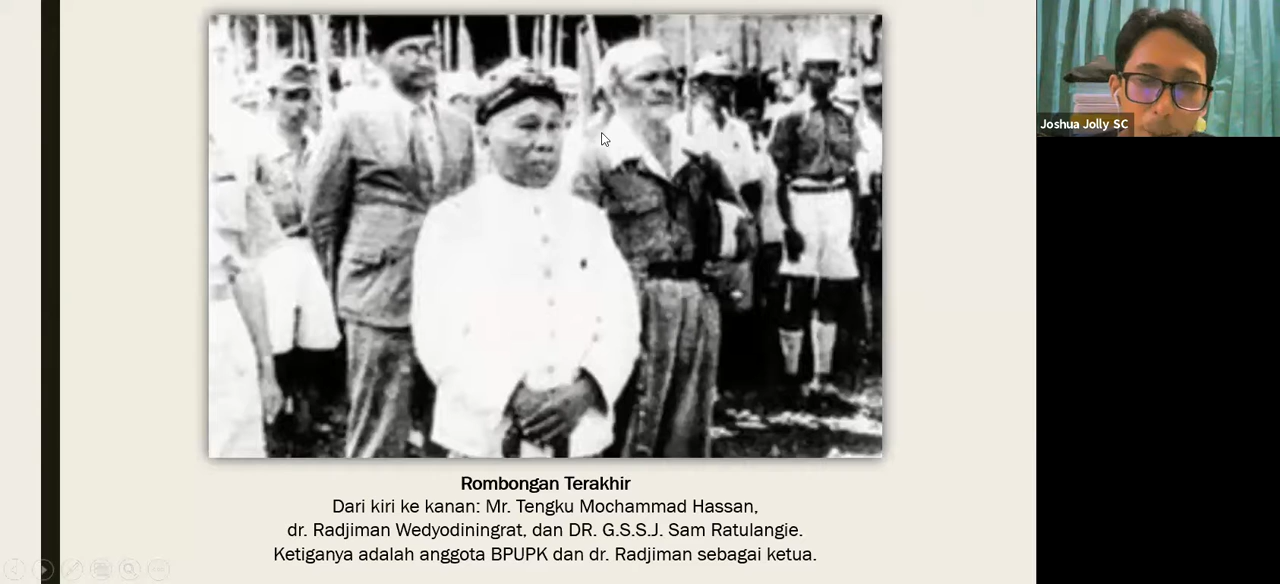 Joshua Jolly SC
Rombongan Terakhir
Dari kiri ke kanan: Mr. Tengku Mochammad Hassan,
dr. Radjiman Wedyodiningrat, dan DR. G.S.S.J. Sam Ratulangie.
Ketiganya adalah anggota BPUPK dan dr. Radjiman sebagai ketua.